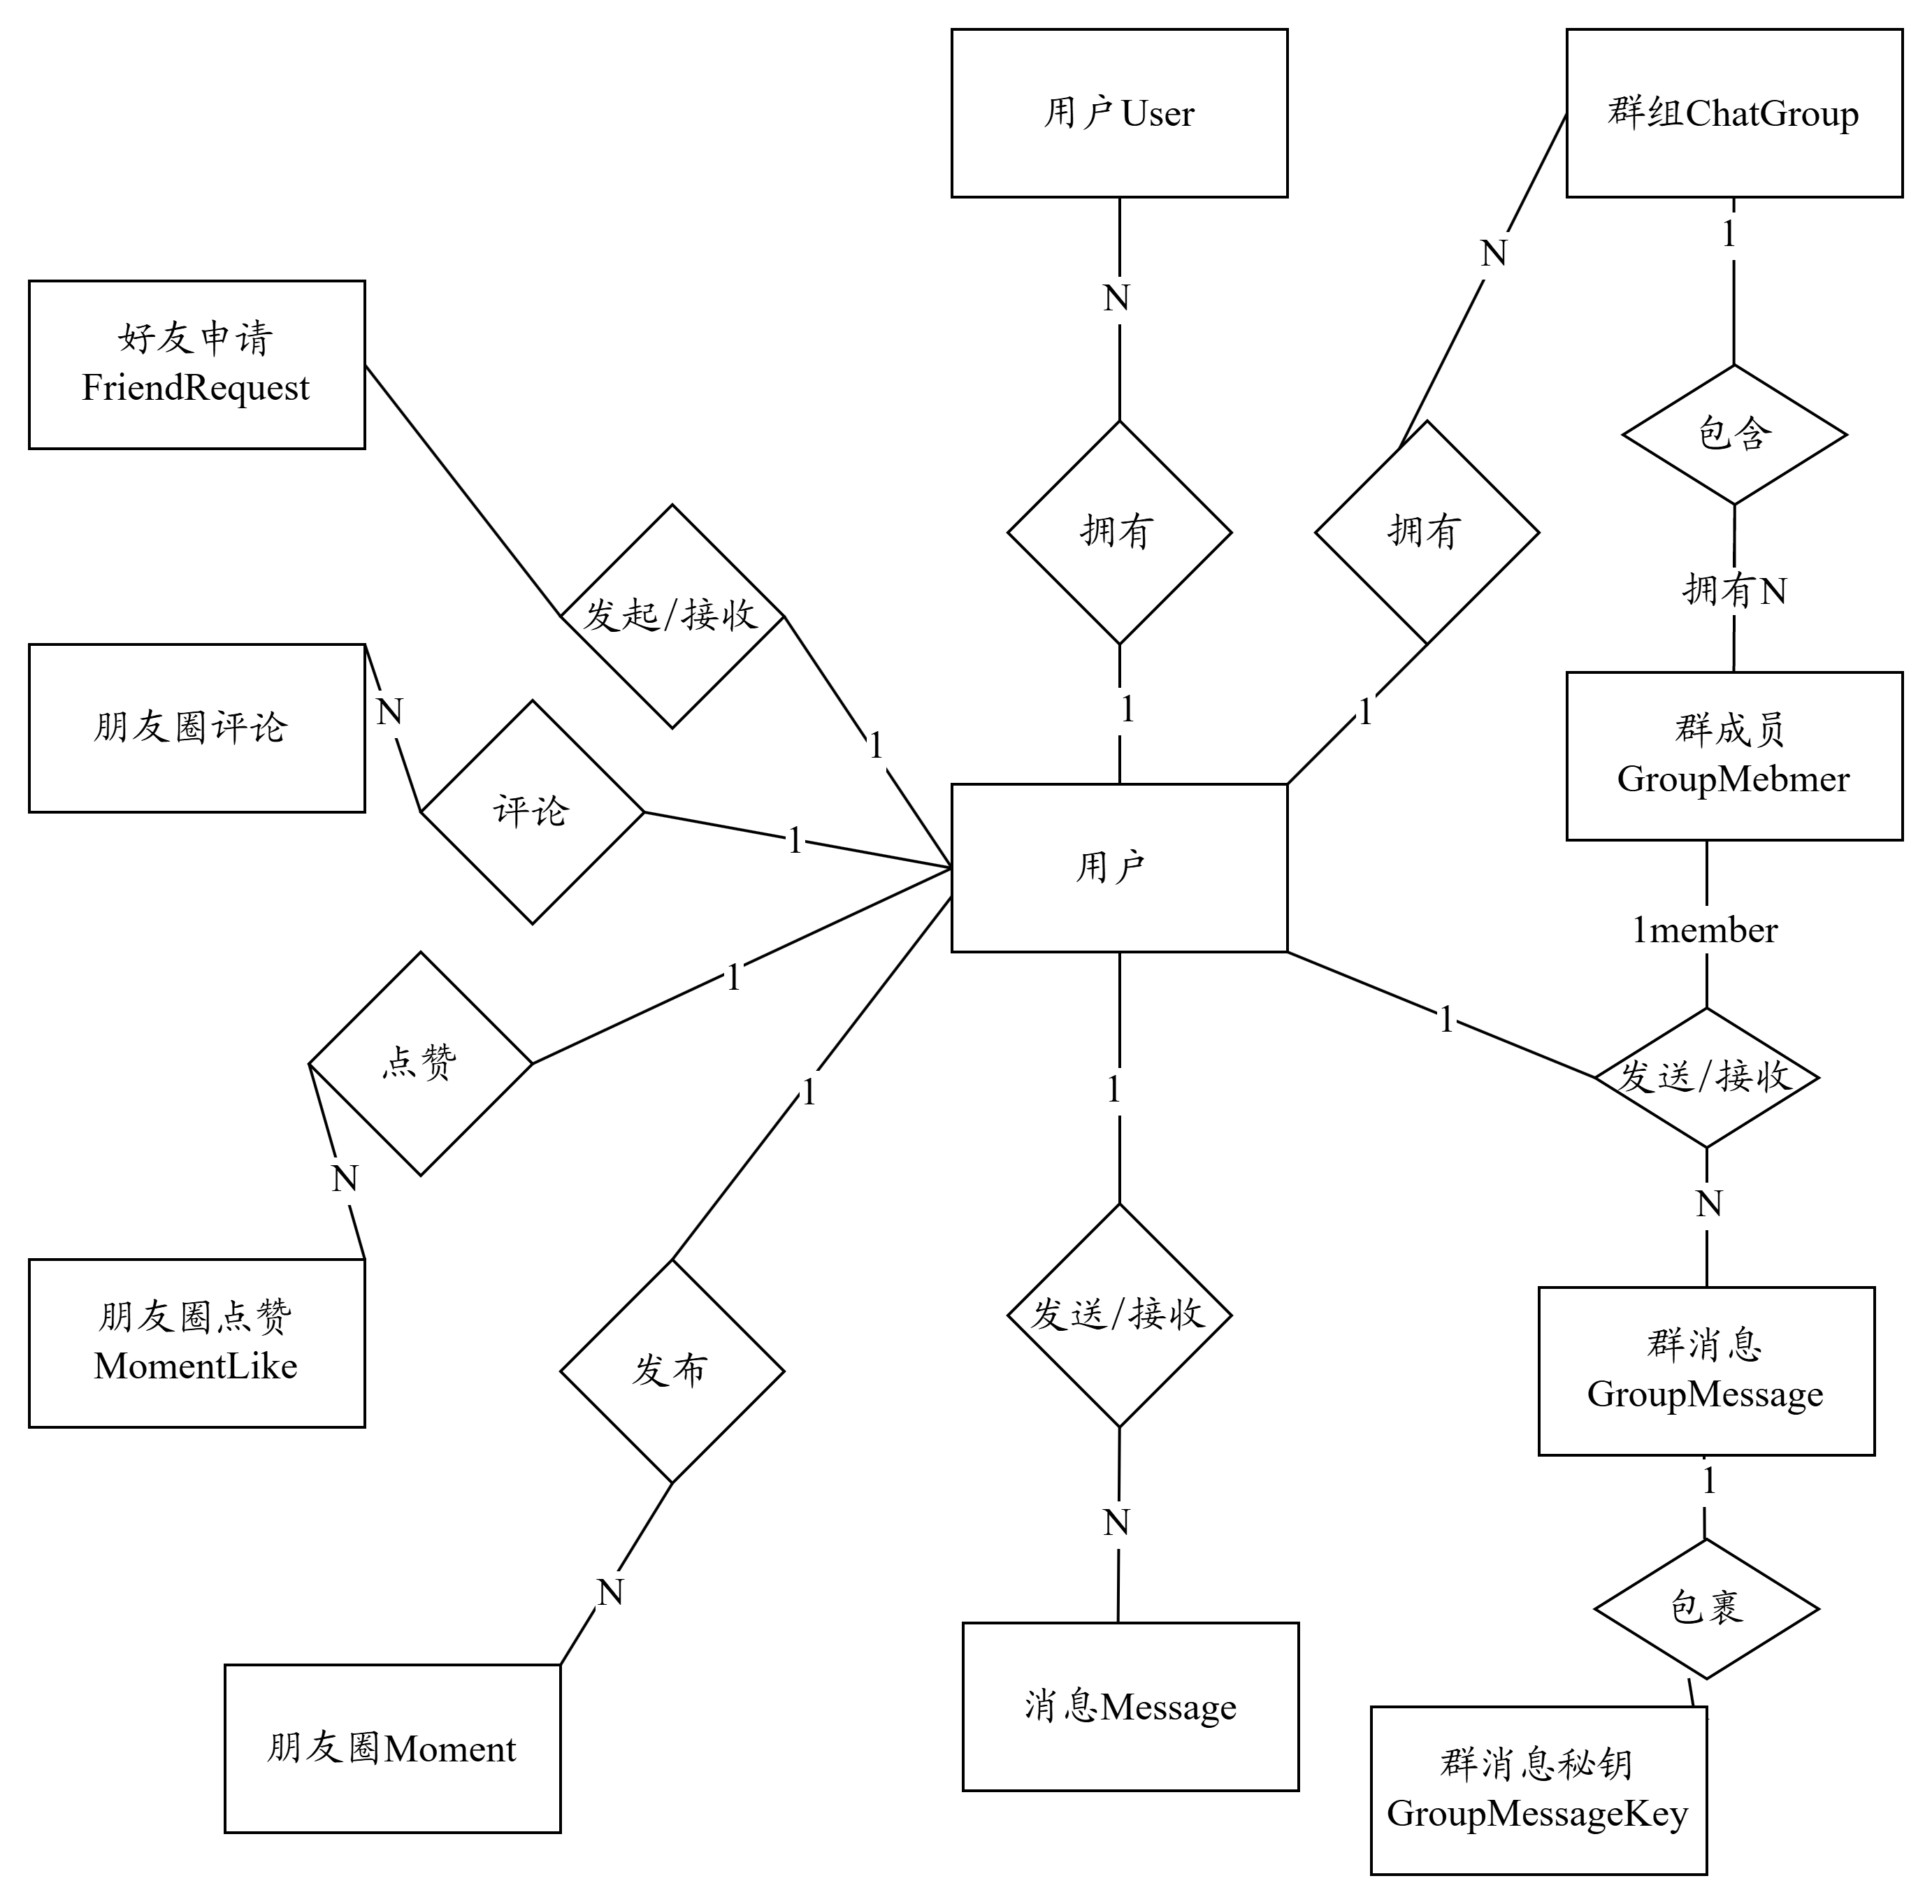 用户User
群组ChatGroup
N
1
N
好友申请
FriendRequest
包含
拥有
拥有
发起/接收
拥有N
N
1
1
1
朋友圈评论
群成员
GroupMebmer
评论
1
用户
1member
1
1
点赞
1
1
发送/接收
N
N
朋友圈点赞
MomentLike
发送/接收
群消息
GroupMessage
发布
1
N
N
包裹
消息Message
朋友圈Moment
群消息秘钥
GroupMessageKey